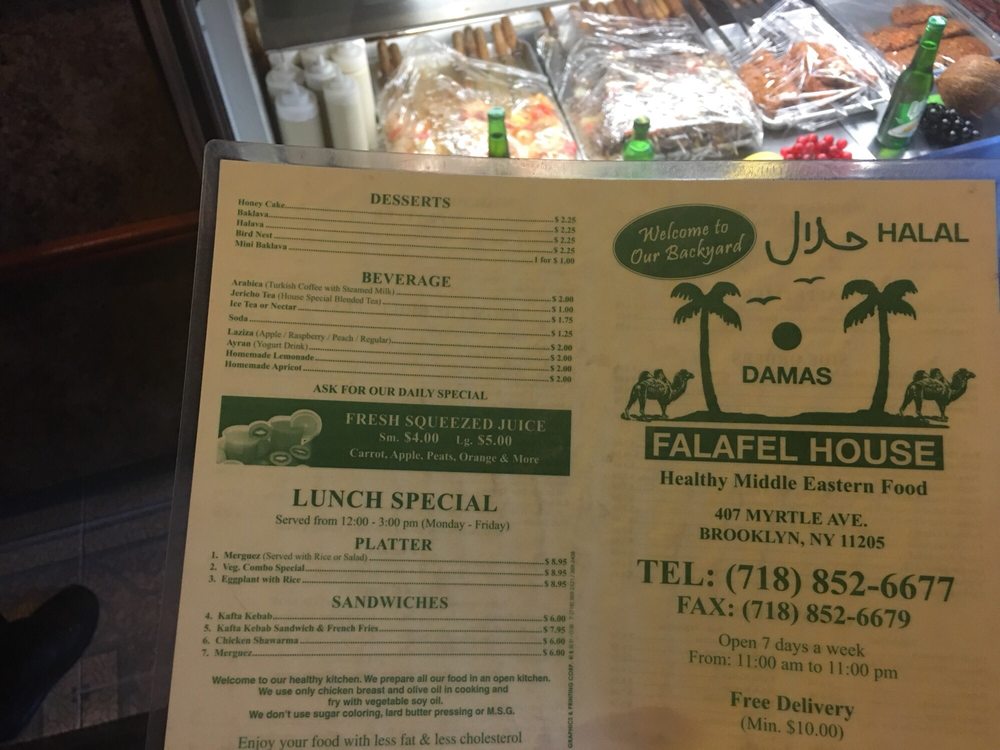 DESSERTS
Honey Cake $ 2.25
Baklava $ 2.25
Halava $ 2.25
Bird Nest $ 2.25
Mini Baklava 1 for $ 1.00
BEVERAGE
Arabica (Turkish Coffee with Steamed Milk) $ 2.00
Jericho Tea (House Special Blended Tea) $ 1.00
Ice Tea or Nectar $ 1.75
Soda $ 1.25
Laziza (Apple / Raspberry / Peach / Regular) $ 2.00
Ayran (Yogurt Drink) $ 2.00
Homemade Lemonade $ 2.00
Homemade Apricot $ 2.00
ASK FOR OUR DAILY SPECIAL
FRESH SQUEEZED JUICE
Sm. $4.00 Lg. $5.00
Carrot, Apple, Peats, Orange & More
LUNCH SPECIAL
Served from 12:00 - 3:00 pm (Monday - Friday)
PLATTER
1. Merguez (Served with Rice or Salad) $ 8.95
2. Veg. Combo Special $ 8.95
3. Eggplant with Rice $ 8.95
SANDWICHES
4. Kafta Kebab $ 6.00
5. Kafta Kebab Sandwich & French Fries $ 7.95
6. Chicken Shawarma $ 6.00
7. Merguez $ 6.00
Welcome to our healthy kitchen. We prepare all our food in an open kitchen.
We use only chicken breast and olive oil in cooking and
fry with vegetable soy oil.
We don't use sugar coloring, lard butter pressing or M.S.G.
Enjoy your food with less fat & less cholesterol
GRAPHICS & PRINTING CORP.
Welcome to
Our Backyard
حلال HALAL
DAMAS
FALAFEL HOUSE
Healthy Middle Eastern Food
407 MYRTLE AVE.
BROOKLYN, NY 11205
TEL: (718) 852-6677
FAX: (718) 852-6679
Open 7 days a week
From: 11:00 am to 11:00 pm
Free Delivery
(Min. $10.00)